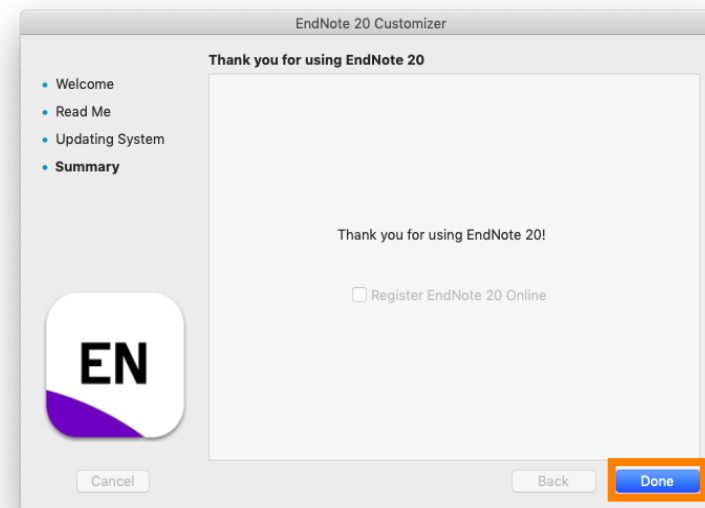 EndNote 20 Customizer
Thank you for using EndNote 20
Welcome
Read Me
Updating System
Summary
Thank you for using EndNote 20!
Register EndNote 20 Online
EN
Cancel
Back
Done